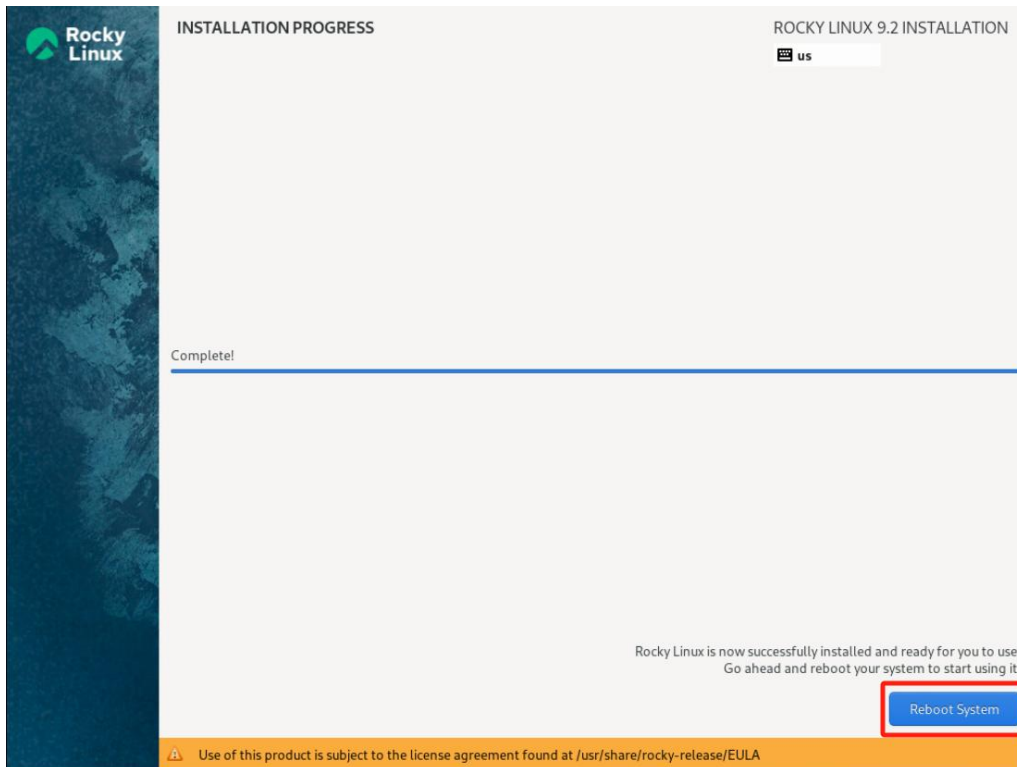 Rocky
Linux
INSTALLATION PROGRESS
ROCKY LINUX 9.2 INSTALLATION
us
Complete!
Rocky Linux is now successfully installed and ready for you to use
Go ahead and reboot your system to start using it
Reboot System
Use of this product is subject to the license agreement found at /usr/share/rocky-release/EULA